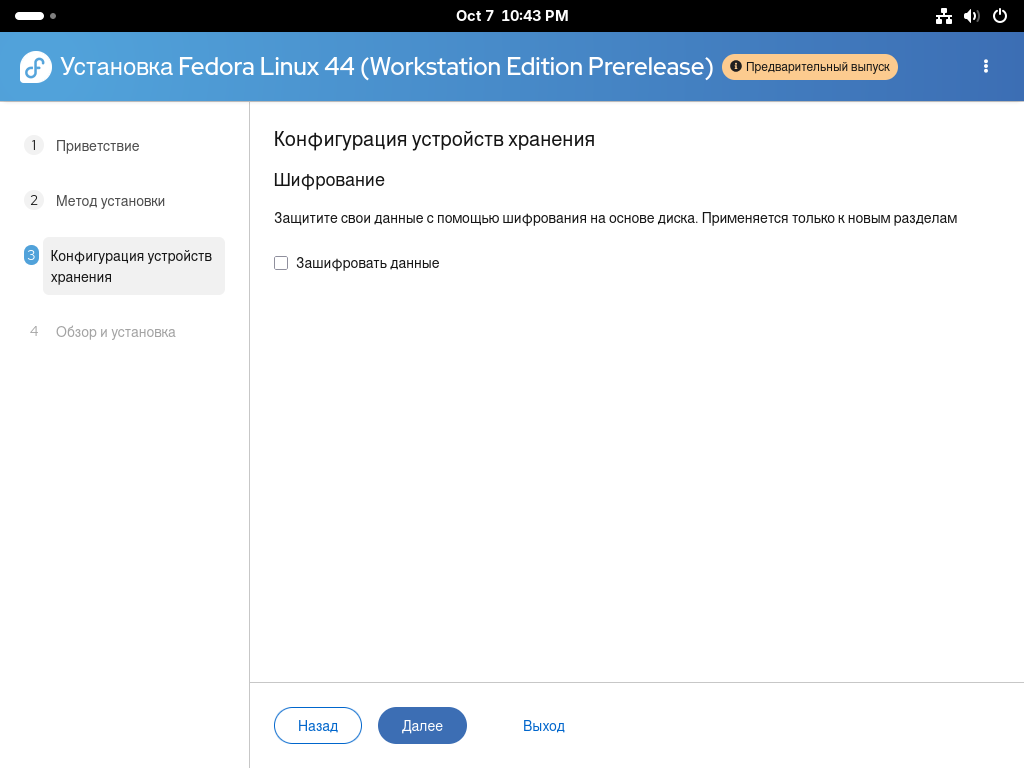 Oct 7 10:43 PM
Установка Fedora Linux 44 (Workstation Edition Prerelease)
Предварительный выпуск
1 Приветствие
2 Метод установки
3 Конфигурация устройств
хранения
4 Обзор и установка
Конфигурация устройств хранения
Шифрование
Защитите свои данные с помощью шифрования на основе диска. Применяется только к новым разделам
Зашифровать данные
Назад
Далее
Выход